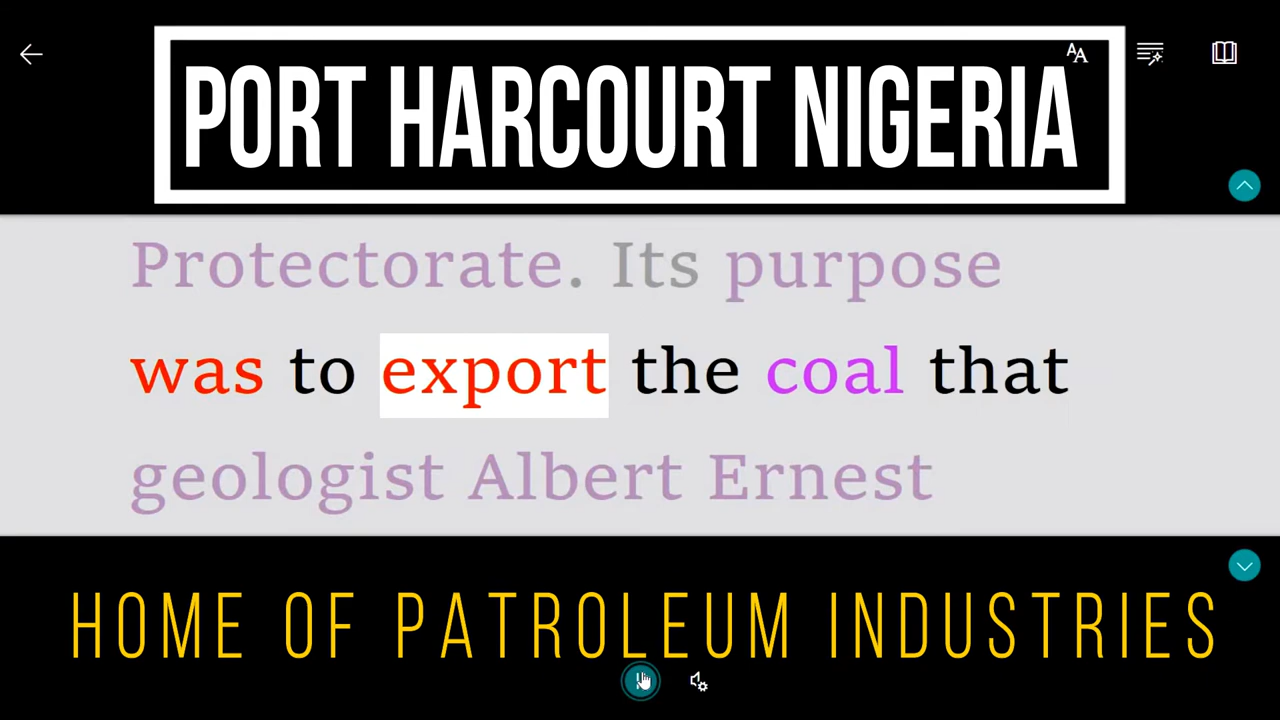 PORT HARCOURT NIGERIA
Protectorate. Its purpose
was to export the coal that
geologist Albert Ernest
HOME OF PATROLEUM INDUSTRIES